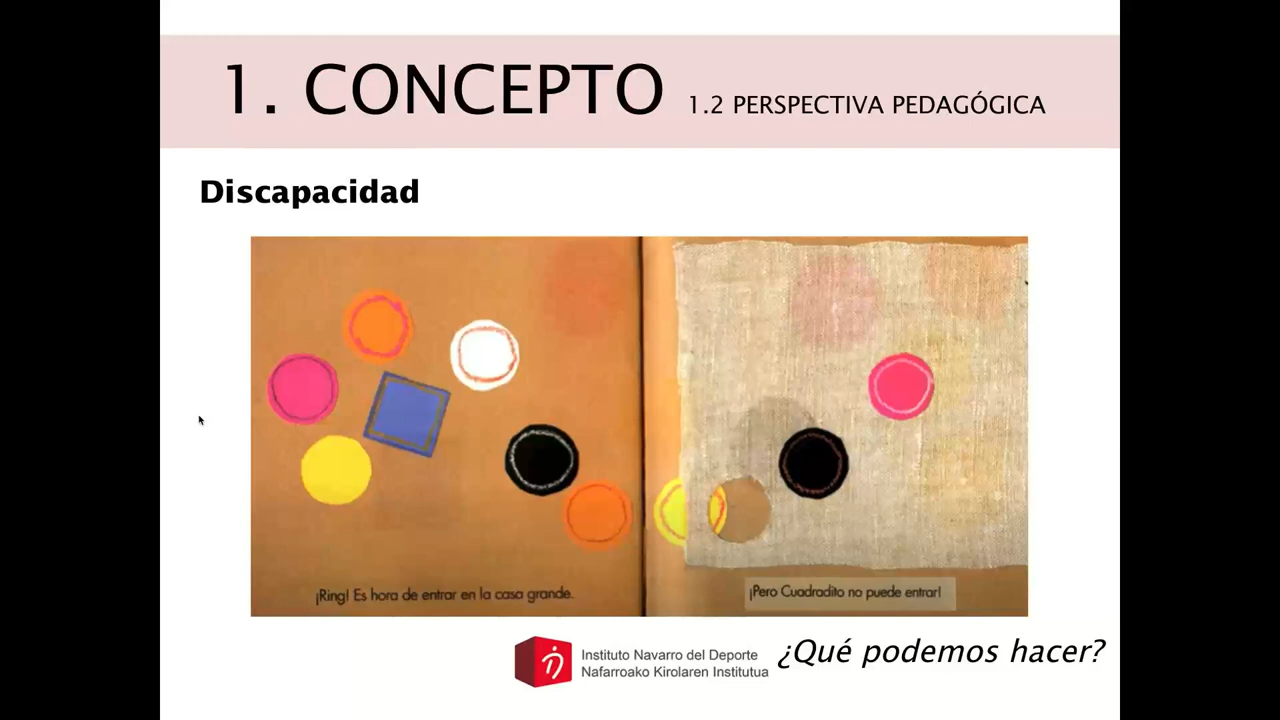 1. CONCEPTO 1.2 PERSPECTIVA PEDAGÓGICA
Discapacidad
¡Ring! Es hora de entrar en la casa grande.
¡Pero Cuadradito no puede entrar!
Instituto Navarro del Deporte
Nafarroako Kirolaren Institutua
¿Qué podemos hacer?